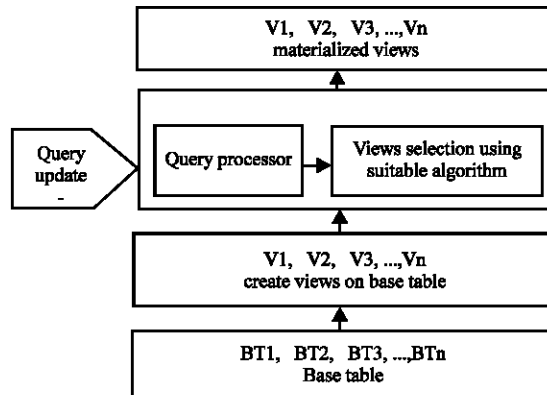 V1, V2, V3, ...,Vn
materialized views
Query
update
-
Query processor
Views selection using
suitable algorithm
V1, V2, V3, ...,Vn
create views on base table
BT1, BT2, BT3, ...,BTn
Base table